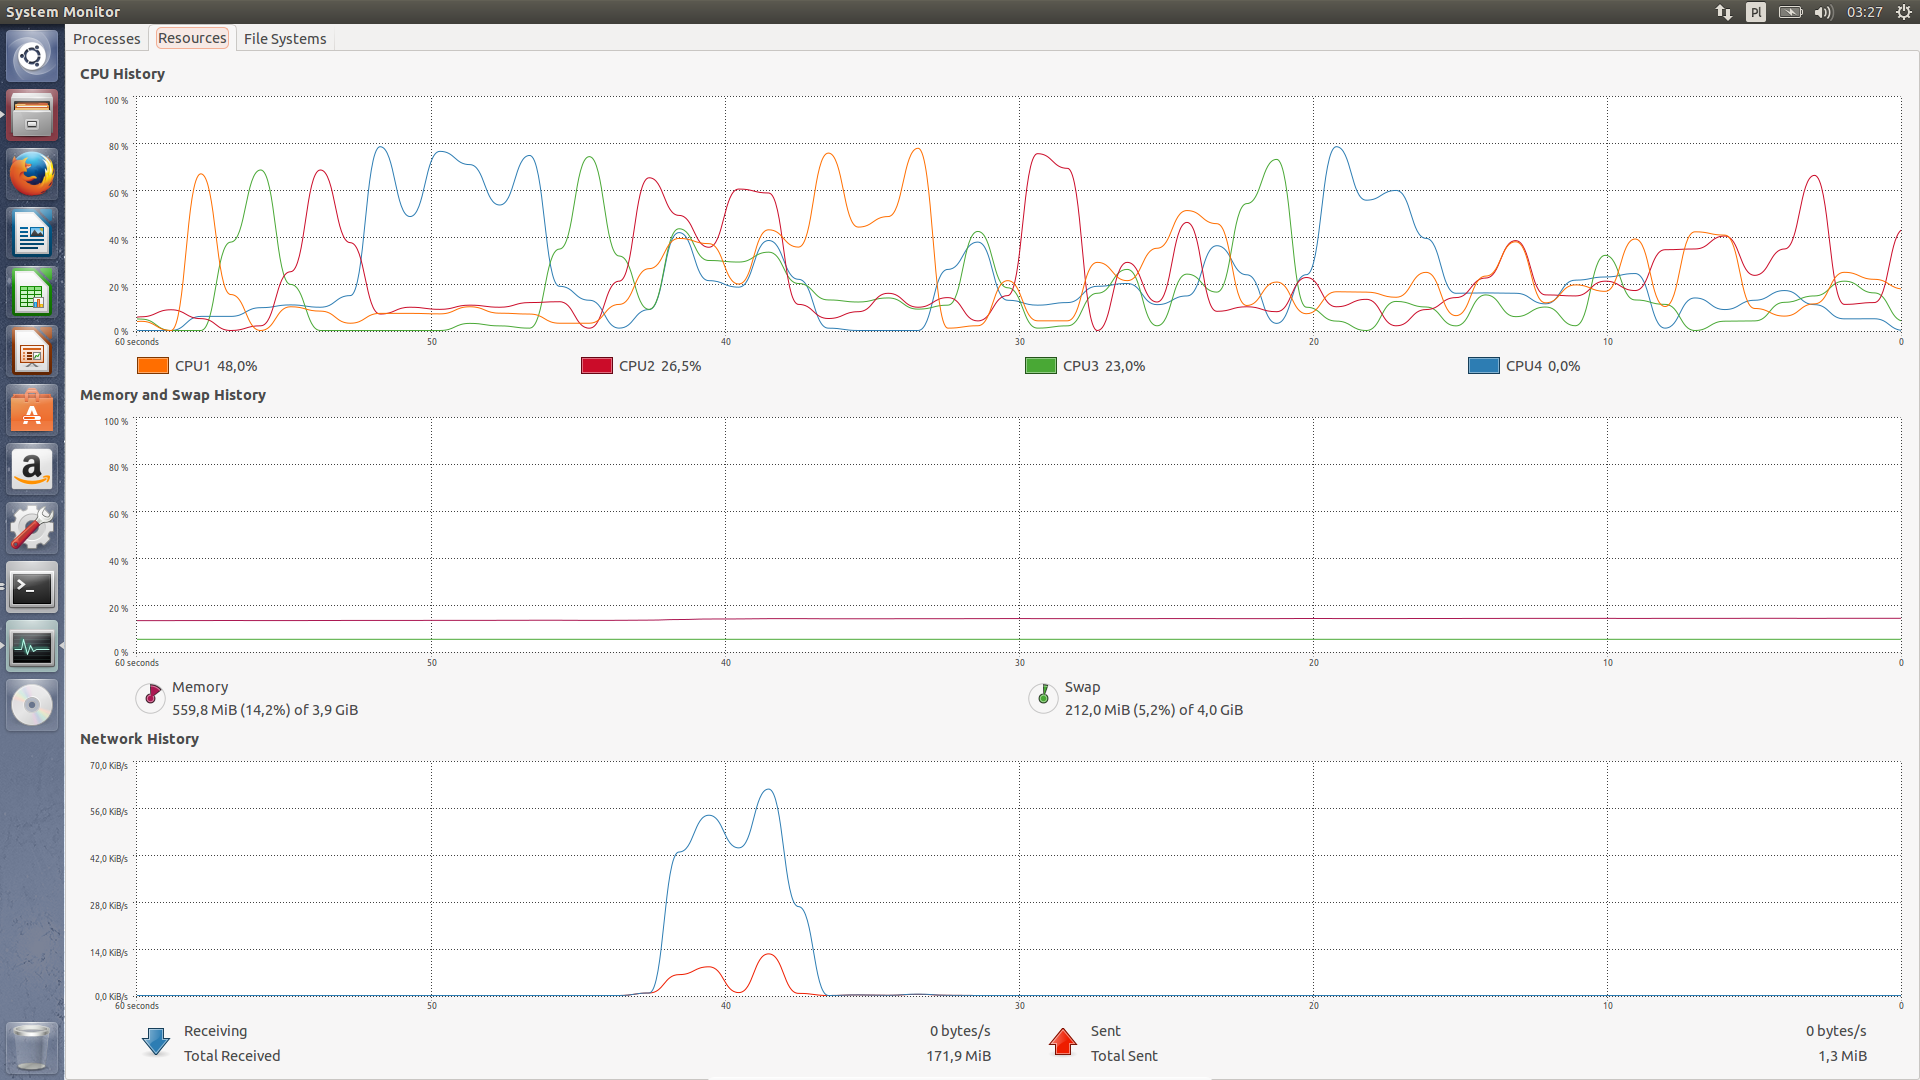 System Monitor
Pl
03:27
Processes
Resources
File Systems
CPU History
100 %
80 %
60 %
40 %
20 %
0 %
60 seconds
50
40
30
20
10
0
CPU1 48,0%
CPU2 26,5%
CPU3 23,0%
CPU4 0,0%
Memory and Swap History
100 %
80 %
60 %
40 %
20 %
0 %
60 seconds
50
40
30
20
10
0
Memory
559,8 MiB (14,2%) of 3,9 GiB
Swap
212,0 MiB (5,2%) of 4,0 GiB
Network History
70,0 KiB/s
56,0 KiB/s
42,0 KiB/s
28,0 KiB/s
14,0 KiB/s
0,0 KiB/s
60 seconds
50
40
30
20
10
0
Receiving
0 bytes/s
Total Received
171,9 MiB
Sent
0 bytes/s
Total Sent
1,3 MiB